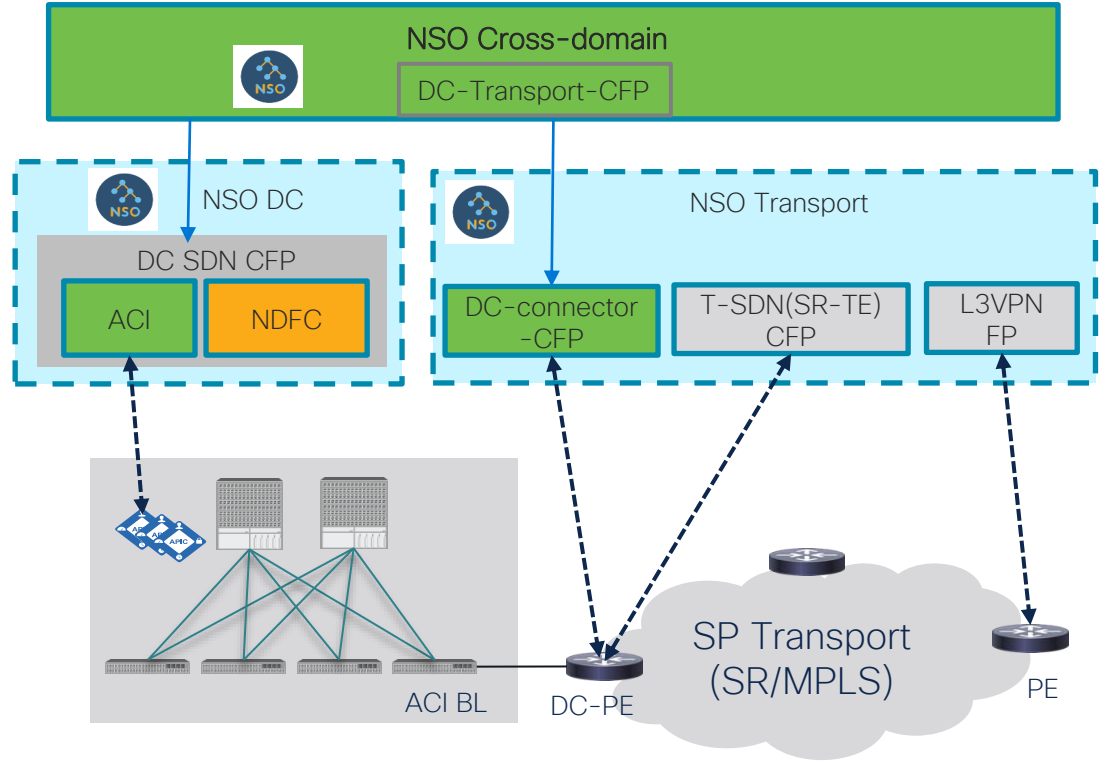 NSO Cross-domain
NSO
DC-Transport-CFP
NSO
NSO DC
NSO
NSO Transport
DC SDN CFP
ACI
NDFC
DC-connector
-CFP
T-SDN(SR-TE)
CFP
L3VPN
FP
APIC
SP Transport
(SR/MPLS)
ACI BL
DC-PE
PE